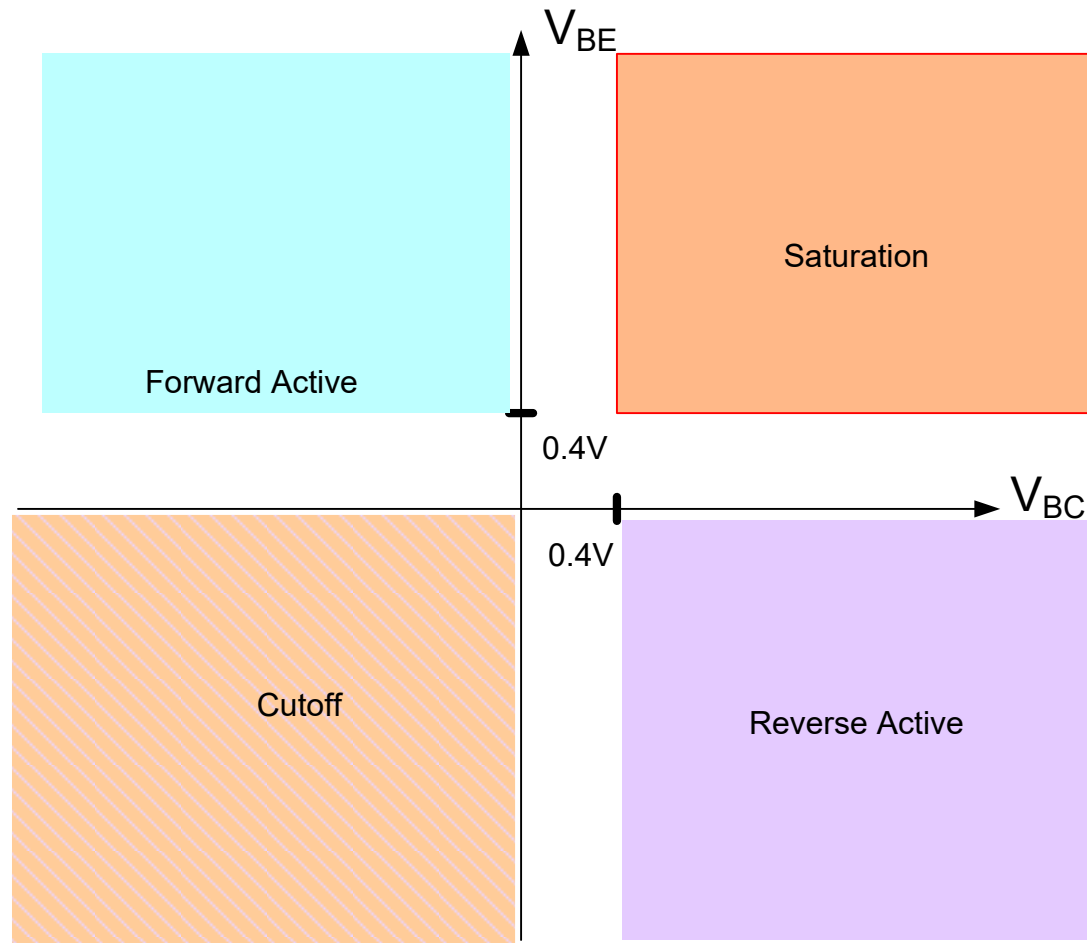 VBE
Saturation
Forward Active
0.4V
VBC
0.4V
Cutoff
Reverse Active